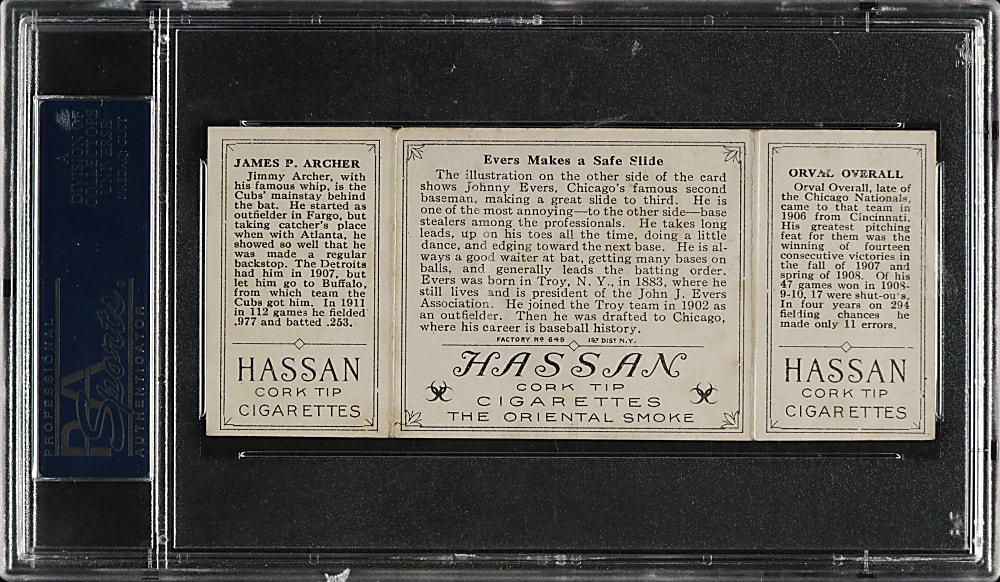 A
DIVISION OF
COLLECTORS
UNIVERSE
NASDAQ: CLCT
PROFESSIONAL
PSA
Sports
AUTHENTICATOR
JAMES P. ARCHER
Jimmy Archer, with
his famous whip, is the
Cubs' mainstay behind
the bat. He started as
outfielder in Fargo, but
taking catcher's place
when with Atlanta, he
showed so well that he
was made a regular
backstop. The Detroits
had him in 1907, but
let him go to Buffalo,
from which team the
Cubs got him. In 1911
in 112 games he fielded
.977 and batted .253.
HASSAN
CORK TIP
CIGARETTES
Evers Makes a Safe Slide
The illustration on the other side of the card
shows Johnny Evers, Chicago's famous second
baseman, making a great slide to third. He is
one of the most annoying—to the other side—base
stealers among the professionals. He takes long
leads, up on his toes all the time, doing a little
dance, and edging toward the next base. He is al-
ways a good waiter at bat, getting many bases on
balls, and generally leads the batting order.
Evers was born in Troy, N. Y., in 1883, where he
still lives and is president of the John J. Evers
Association. He joined the Troy team in 1902 as
an outfielder. Then he was drafted to Chicago,
where his career is baseball history.
FACTORY Nº 649 1ST DIST N.Y.
HASSAN
CORK TIP
CIGARETTES
THE ORIENTAL SMOKE
ORVAL OVERALL
Orval Overall, late of
the Chicago Nationals,
came to that team in
1906 from Cincinnati.
His greatest pitching
feat for them was the
winning of fourteen
consecutive victories in
the fall of 1907 and
spring of 1908. Of his
47 games won in 1908-
9-10, 17 were shut-outs.
In four years on 294
fielding chances he
made only 11 errors.
HASSAN
CORK TIP
CIGARETTES